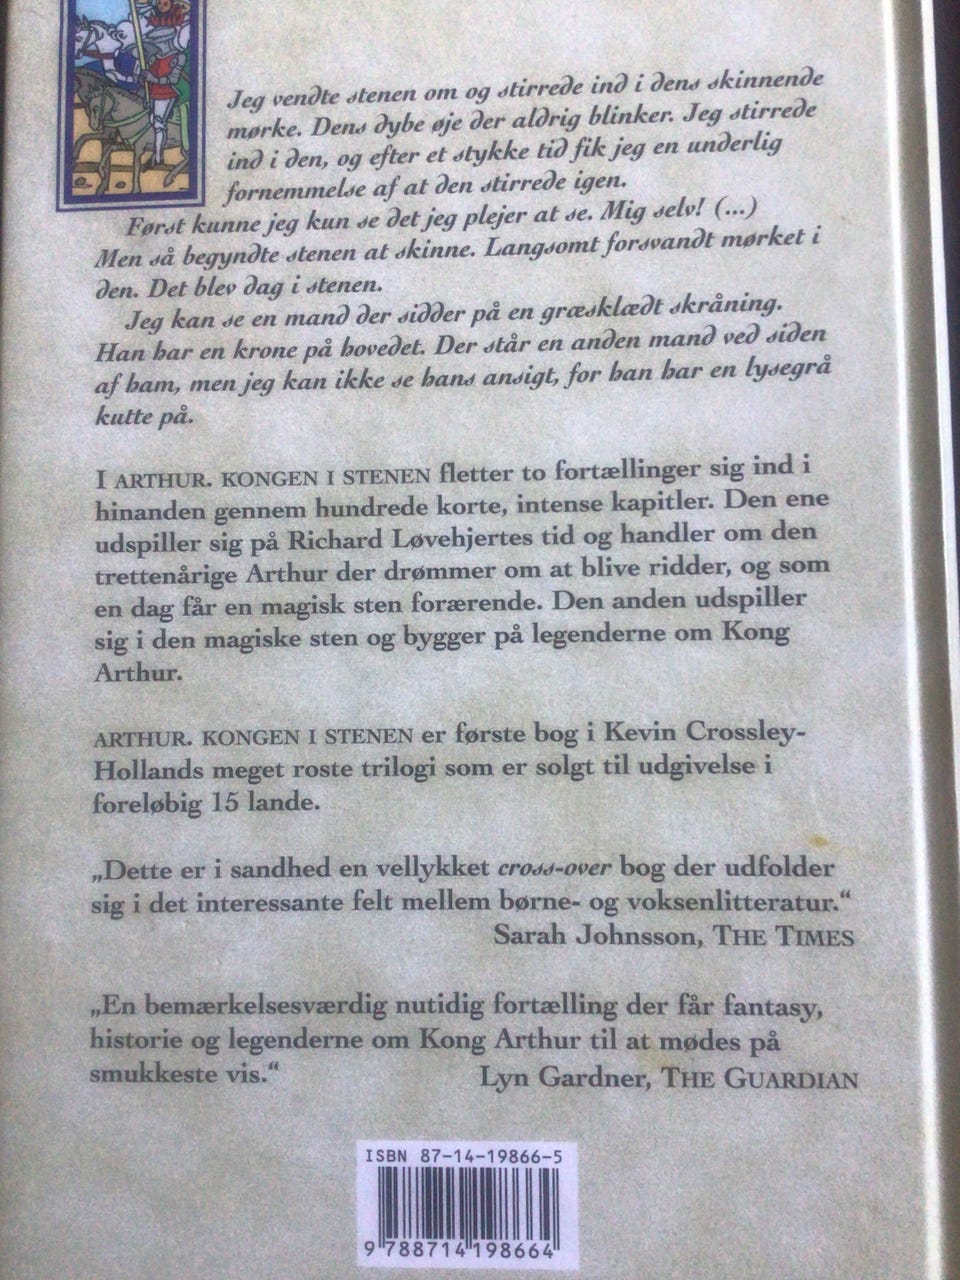 Jeg vendte stenen om og stirrede ind i dens skinnende
mørke. Dens dybe øje der aldrig blinker. Jeg stirrede
ind i den, og efter et stykke tid fik jeg en underlig
fornemmelse af at den stirrede igen.
Først kunne jeg kun se det jeg plejer at se. Mig selv! (...)
Men så begyndte stenen at skinne. Langsomt forsvandt mørket i
den. Det blev dag i stenen.
Jeg kan se en mand der sidder på en græsklædt skråning.
Han har en krone på hovedet. Der står en anden mand ved siden
af ham, men jeg kan ikke se hans ansigt, for han har en lysegrå
kutte på.
I ARTHUR. KONGEN I STENEN fletter to fortællinger sig ind i
hinanden gennem hundrede korte, intense kapitler. Den ene
udspiller sig på Richard Løvehjertes tid og handler om den
trettenårige Arthur der drømmer om at blive ridder, og som
en dag får en magisk sten forærende. Den anden udspiller
sig i den magiske sten og bygger på legenderne om Kong
Arthur.
ARTHUR. KONGEN I STENEN er første bog i Kevin Crossley-
Hollands meget roste trilogi som er solgt til udgivelse i
foreløbig 15 lande.
„Dette er i sandhed en vellykket cross-over bog der udfolder
sig i det interessante felt mellem børne- og voksenlitteratur.“
Sarah Johnsson, THE TIMES
„En bemærkelsesværdig nutidig fortælling der får fantasy,
historie og legenderne om Kong Arthur til at mødes på
smukkeste vis.“ Lyn Gardner, THE GUARDIAN
ISBN 87-14-19866-5
9 788714 198664